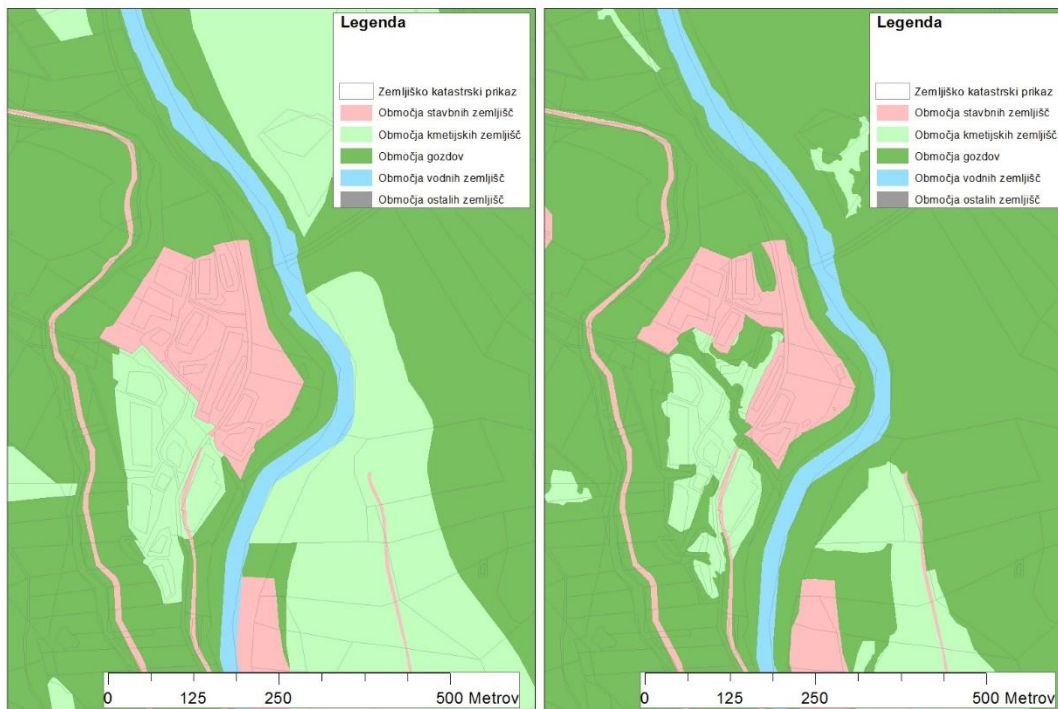 Legenda
Zemljiško katastrski prikaz
Območja stavbnih zemljišč
Območja kmetijskih zemljišč
Območja gozdov
Območja vodnih zemljišč
Območja ostalih zemljišč
0 125 250 500 Metrov
Legenda
Zemljiško katastrski prikaz
Območja stavbnih zemljišč
Območja kmetijskih zemljišč
Območja gozdov
Območja vodnih zemljišč
Območja ostalih zemljišč
0 125 250 500 Metrov